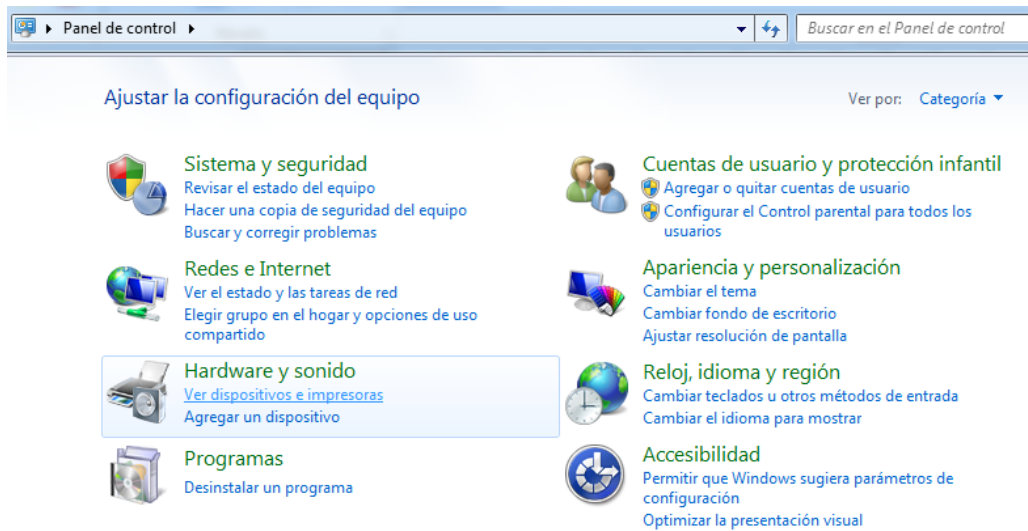 Panel de control
Buscar en el Panel de control
Ajustar la configuración del equipo
Ver por: Categoría
Sistema y seguridad
Revisar el estado del equipo
Hacer una copia de seguridad del equipo
Buscar y corregir problemas
Redes e Internet
Ver el estado y las tareas de red
Elegir grupo en el hogar y opciones de uso
compartido
Hardware y sonido
Ver dispositivos e impresoras
Agregar un dispositivo
Programas
Desinstalar un programa
Cuentas de usuario y protección infantil
Agregar o quitar cuentas de usuario
Configurar el Control parental para todos los
usuarios
Apariencia y personalización
Cambiar el tema
Cambiar fondo de escritorio
Ajustar resolución de pantalla
Reloj, idioma y región
Cambiar teclados u otros métodos de entrada
Cambiar el idioma para mostrar
Accesibilidad
Permitir que Windows sugiera parámetros de
configuración
Optimizar la presentación visual